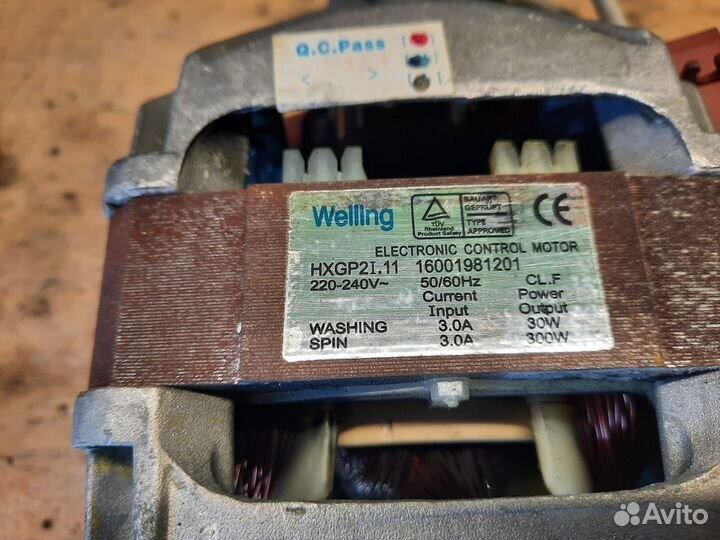 Q.C.Pass
< >
Welling
TÜV
Rheinland
Product Safety
BAUART
GEPRÜFT
TYPE
APPROVED
CE
ELECTRONIC CONTROL MOTOR
HXGP2I.11 16001981201
220-240V~ 50/60Hz CL.F
Current Power
Input Output
WASHING 3.0A 30W
SPIN 3.0A 300W
Avito